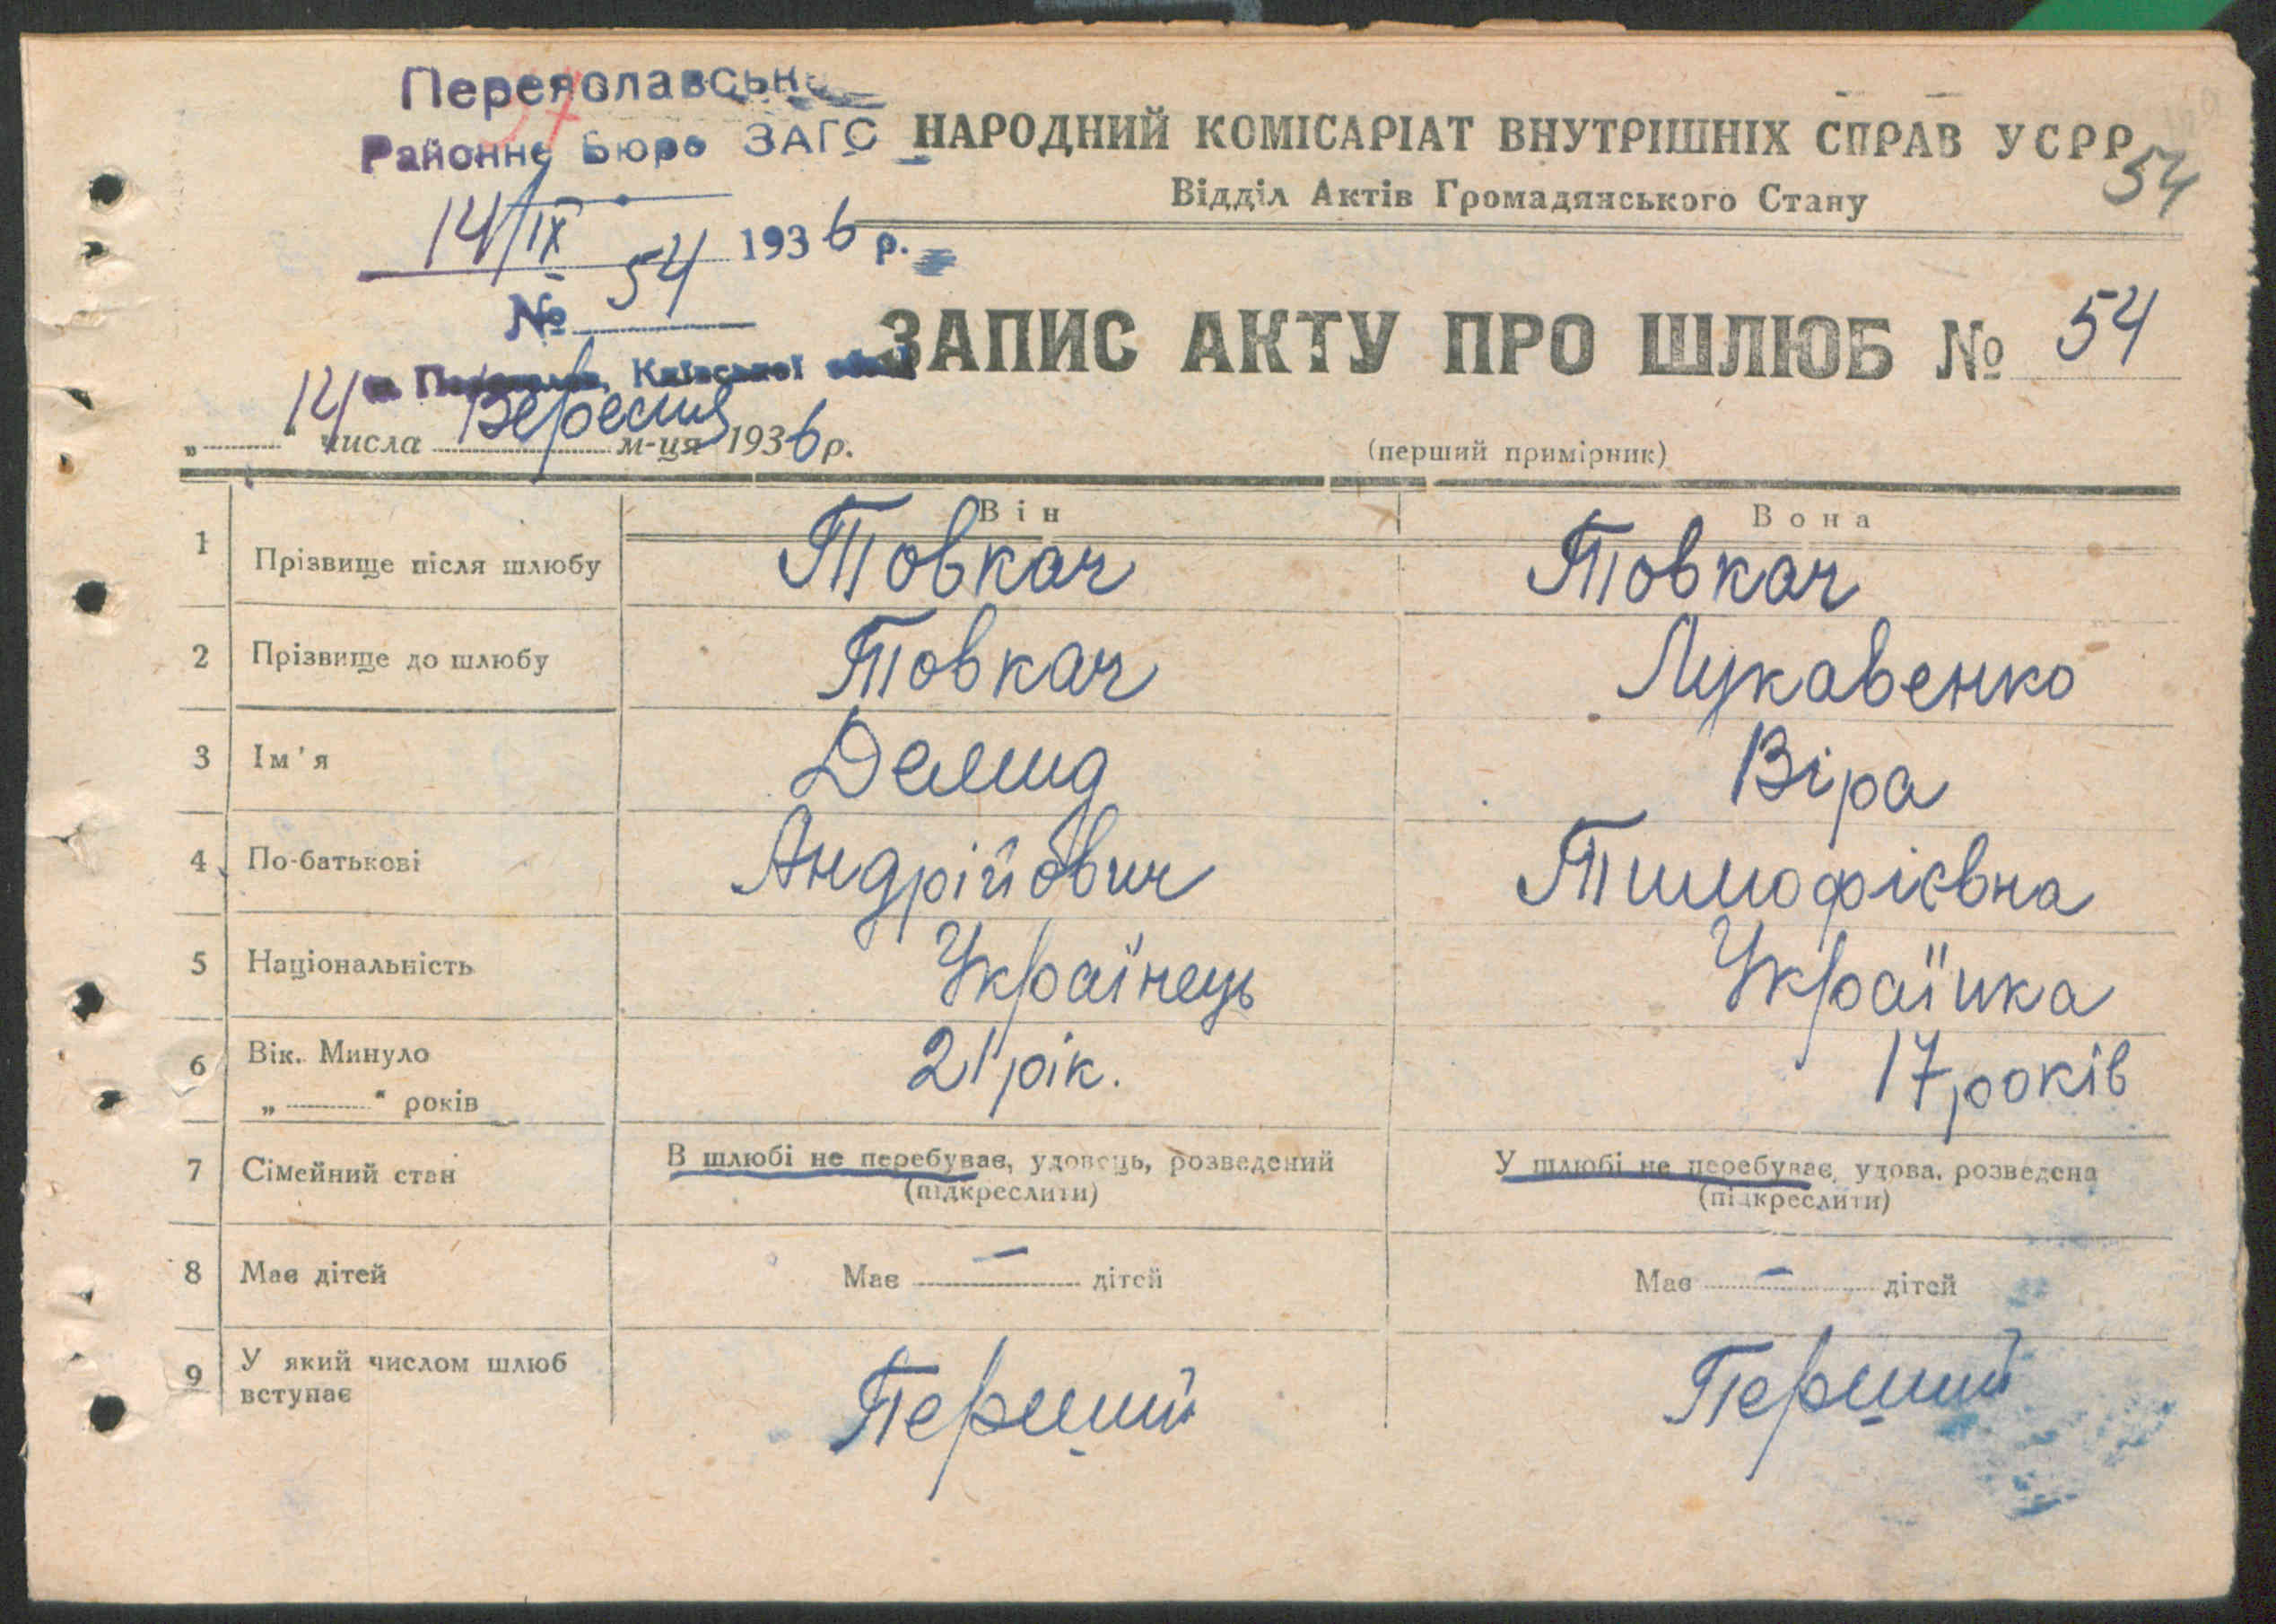 Переяславське
Районне Бюро ЗАГС
14/IX 1936 р.
№ 54
м. Переяслав, Київської обл.
НАРОДНИЙ КОМІСАРІАТ ВНУТРІШНІХ СПРАВ УСРР
54
Відділ Актів Громадянського Стану
ЗАПИС АКТУ ПРО ШЛЮБ № 54
„14“ числа Вересня м-ця 1936 р.
(перший примірник)
Він Вона
1 Прізвище після шлюбу Товкач Товкач
2 Прізвище до шлюбу Товкач Лукавенко
3 Ім'я Демид Віра
4 По-батькові Андрійович Тимофієвна
5 Національність Українець Українка
6 Вік. Минуло 21 рік. 17 років
„ “ років
7 Сімейний стан В шлюбі не перебуває, удовець, розведений У шлюбі не перебуває, удова, розведена
(підкреслити) (підкреслити)
8 Має дітей Має — дітей Має — дітей
9 У який числом шлюб Перший Перший
вступає